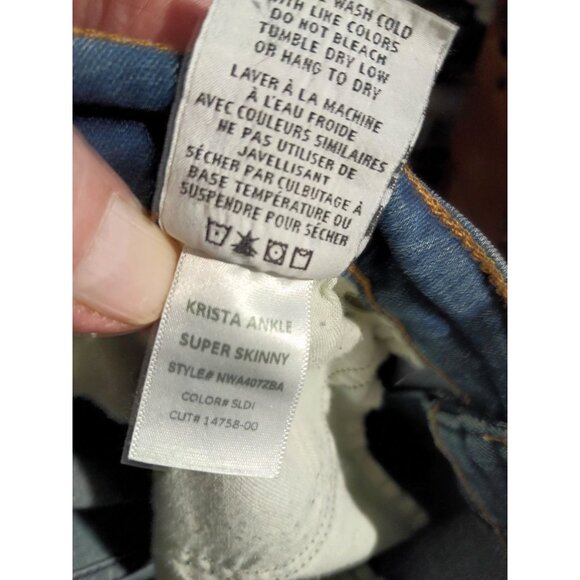 WASH COLD
WITH LIKE COLORS
DO NOT BLEACH
TUMBLE DRY LOW
OR HANG TO DRY
LAVER À LA MACHINE
À L'EAU FROIDE
AVEC COULEURS SIMILAIRES
NE PAS UTILISER DE
JAVELLISANT
SÉCHER PAR CULBUTAGE À
BASE TEMPÉRATURE OU
SUSPENDRE POUR SÉCHER
KRISTA ANKLE
SUPER SKINNY
STYLE# NWA407ZBA
COLOR# SLDI
CUT# 14758-00